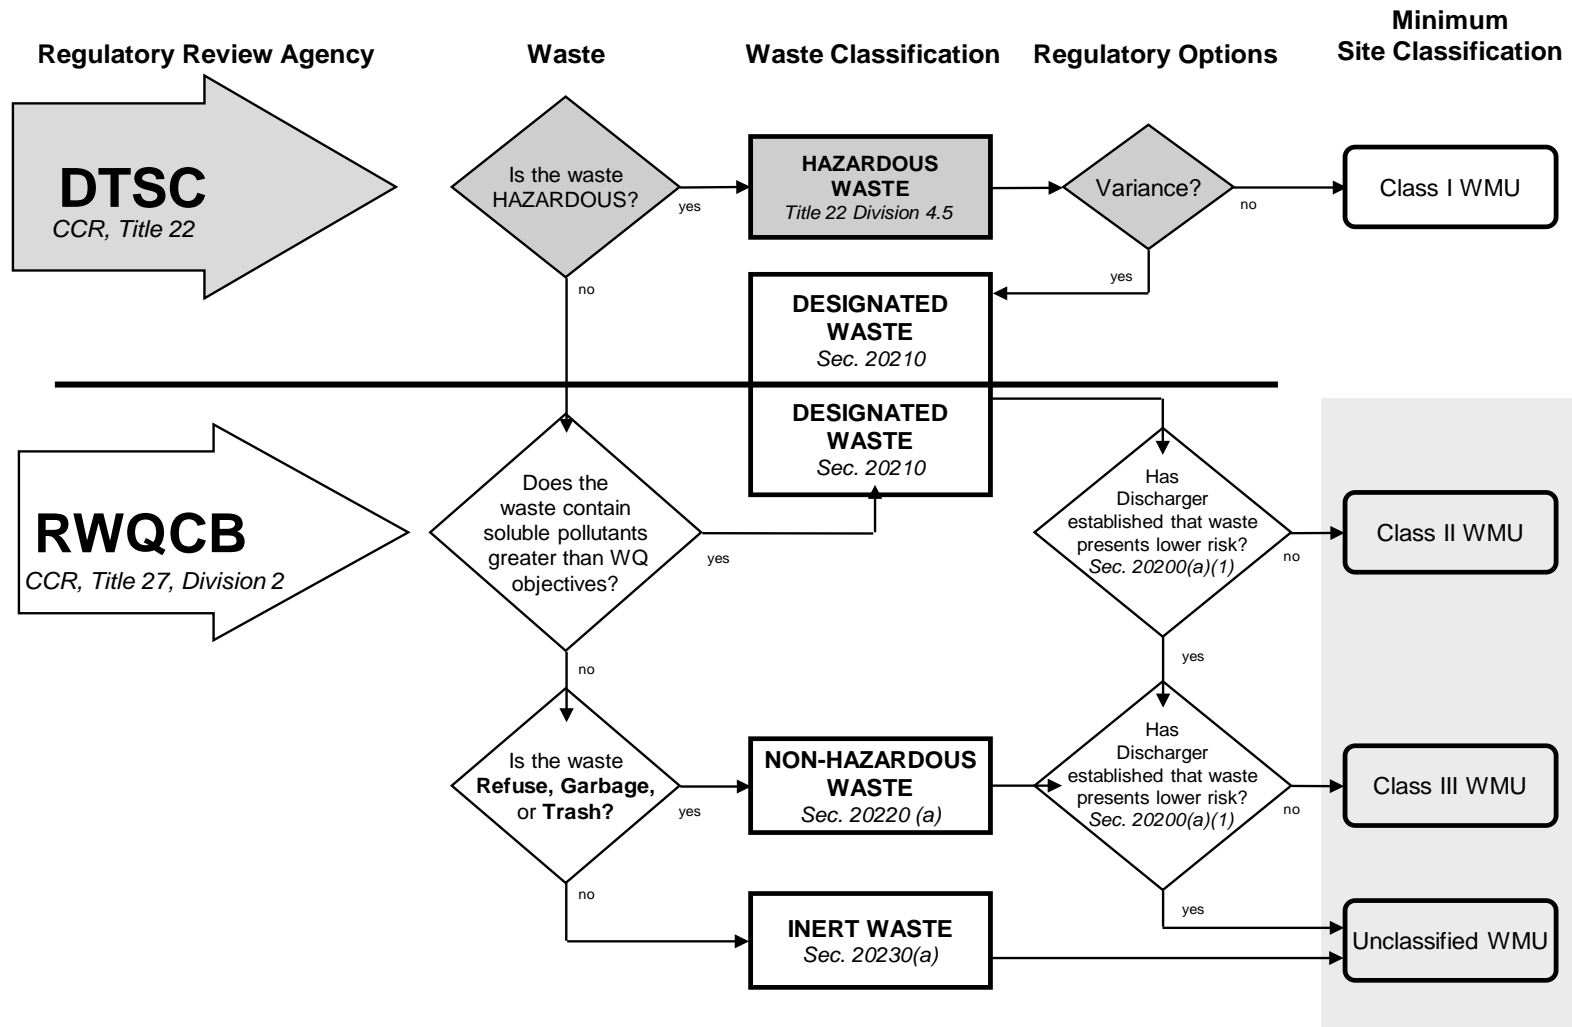 Regulatory Review Agency
Waste
Waste Classification
Regulatory Options
Minimum
Site Classification
DTSC
CCR, Title 22
Is the waste
HAZARDOUS?
yes
HAZARDOUS
WASTE
Title 22 Division 4.5
Variance?
no
Class I WMU
no
yes
DESIGNATED
WASTE
Sec. 20210
DESIGNATED
WASTE
Sec. 20210
RWQCB
CCR, Title 27, Division 2
Does the
waste contain
soluble pollutants
greater than WQ
objectives?
yes
Has
Discharger
established that waste
presents lower risk?
Sec. 20200(a)(1)
no
Class II WMU
no
yes
Is the waste
Refuse, Garbage,
or Trash?
yes
NON-HAZARDOUS
WASTE
Sec. 20220 (a)
Has
Discharger
established that waste
presents lower risk?
Sec. 20200(a)(1)
no
Class III WMU
no
yes
INERT WASTE
Sec. 20230(a)
Unclassified WMU